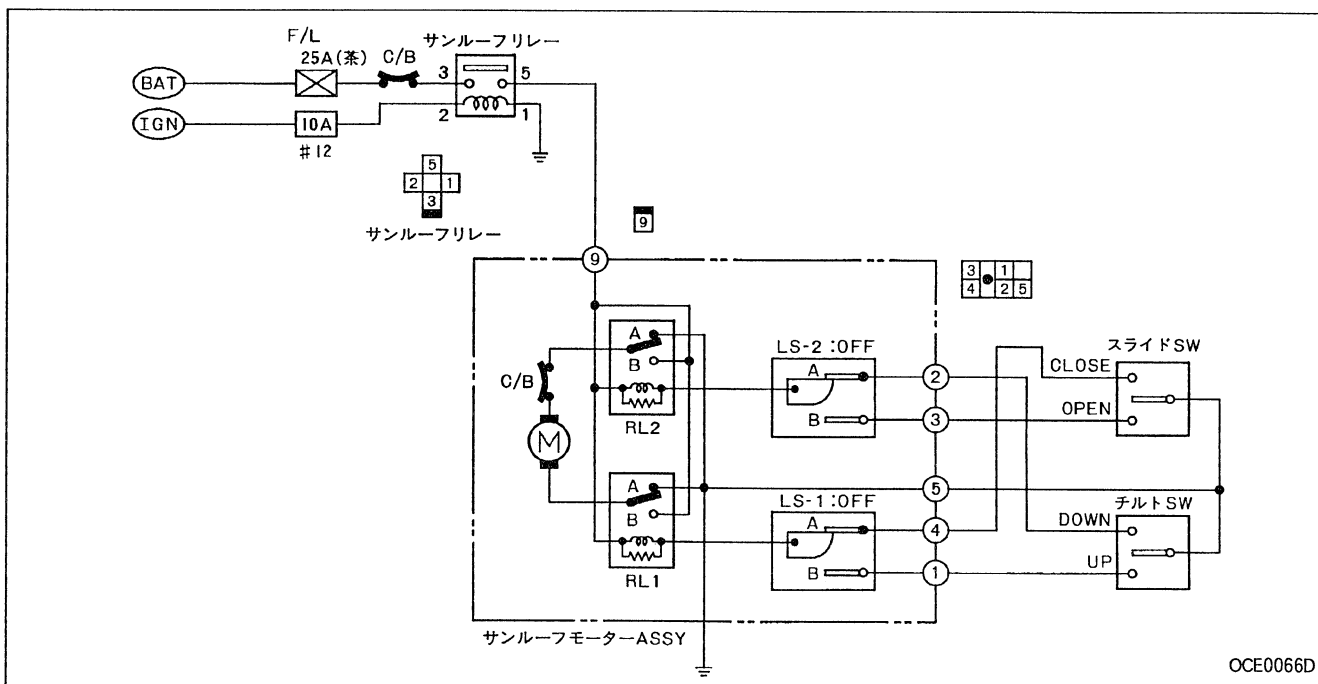 F/L
25A(茶)
C/B
サンルーフリレー
BAT
3
5
IGN
10A
2
1
#12
5
2
1
3
サンルーフリレー
9
9
3
1
4
2
5
A
B
RL2
C/B
M
LS-2:OFF
A
B
2
3
スライドSW
CLOSE
OPEN
A
B
RL1
5
LS-1:OFF
A
B
4
1
チルトSW
DOWN
UP
サンルーフモーターASSY
OCE0066D